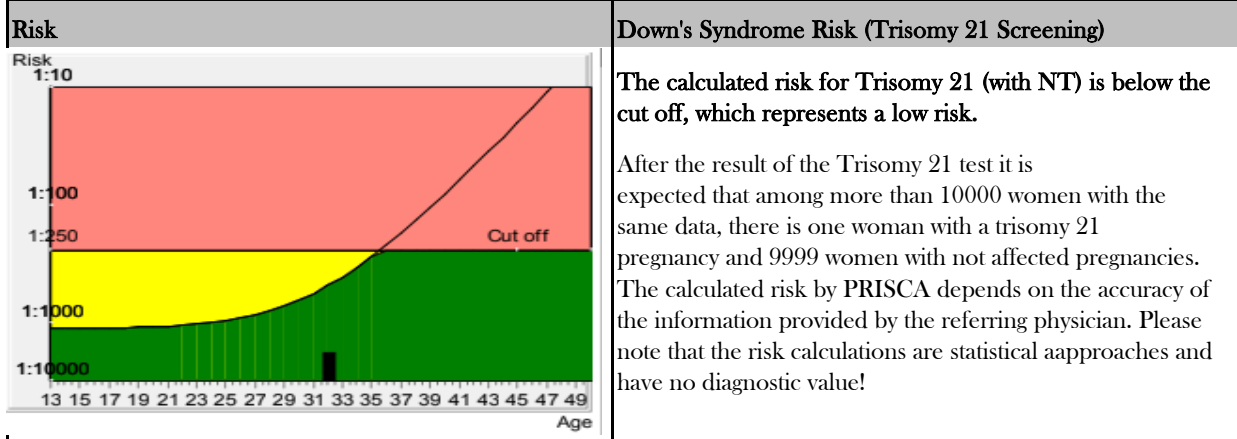 Risk
Down's Syndrome Risk (Trisomy 21 Screening)
Risk
1:10
1:100
1:250
Cut off
1:1000
1:10000
13 15 17 19 21 23 25 27 29 31 33 35 37 39 41 43 45 47 49
Age
The calculated risk for Trisomy 21 (with NT) is below the
cut off, which represents a low risk.
After the result of the Trisomy 21 test it is
expected that among more than 10000 women with the
same data, there is one woman with a trisomy 21
pregnancy and 9999 women with not affected pregnancies.
The calculated risk by PRISCA depends on the accuracy of
the information provided by the referring physician. Please
note that the risk calculations are statistical aapproaches and
have no diagnostic value!